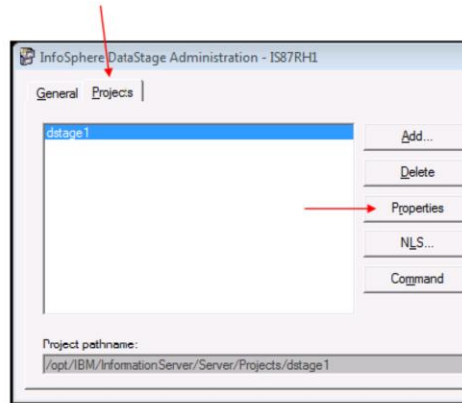 InfoSphere DataStage Administration - IS87RH1
General Projects
dstage1
Add...
Delete
Properties
NLS...
Command
Project pathname:
/opt/IBM/InformationServer/Server/Projects/dstage1